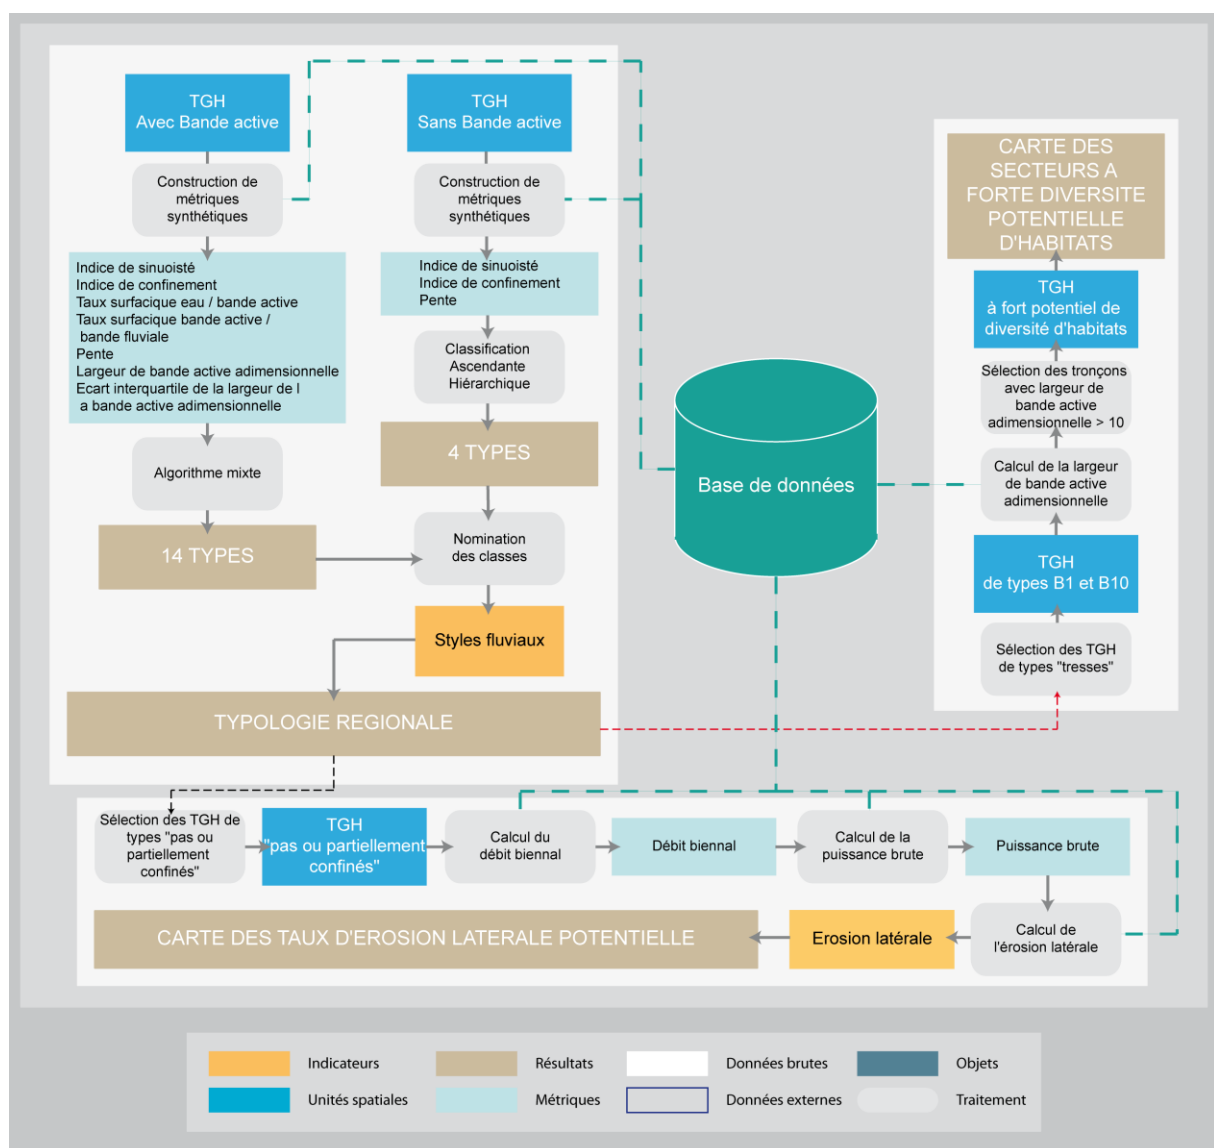 TGH
Avec Bande active
TGH
Sans Bande active
Construction de
métriques
synthétiques
Construction de
métriques
synthétiques
Indice de sinuoisté
Indice de confinement
Taux surfacique eau / bande active
Taux surfacique bande active /
bande fluviale
Pente
Largeur de bande active adimensionnelle
Ecart interquartile de la largeur de l
a bande active adimensionnelle
Indice de sinuoisté
Indice de confinement
Pente
Classification
Ascendante
Hiérarchique
Algorithme mixte
4 TYPES
14 TYPES
Nomination
des classes
Styles fluviaux
TYPOLOGIE REGIONALE
Base de données
CARTE DES
SECTEURS A
FORTE DIVERSITE
POTENTIELLE
D'HABITATS
TGH
à fort potentiel de
diversité d'habitats
Sélection des tronçons
avec largeur de
bande active
adimensionnelle > 10
Calcul de la largeur
de bande active
adimensionnelle
TGH
de types B1 et B10
Sélection des TGH
de types "tresses"
Sélection des TGH de
types "pas ou
partiellement
confinés"
TGH
"pas ou partiellement
confinés"
Calcul du
débit biennal
Débit biennal
Calcul de la
puissance brute
Puissance brute
CARTE DES TAUX D'EROSION LATERALE POTENTIELLE
Erosion latérale
Calcul de
l'érosion latérale
Indicateurs
Résultats
Données brutes
Objets
Unités spatiales
Métriques
Données externes
Traitement